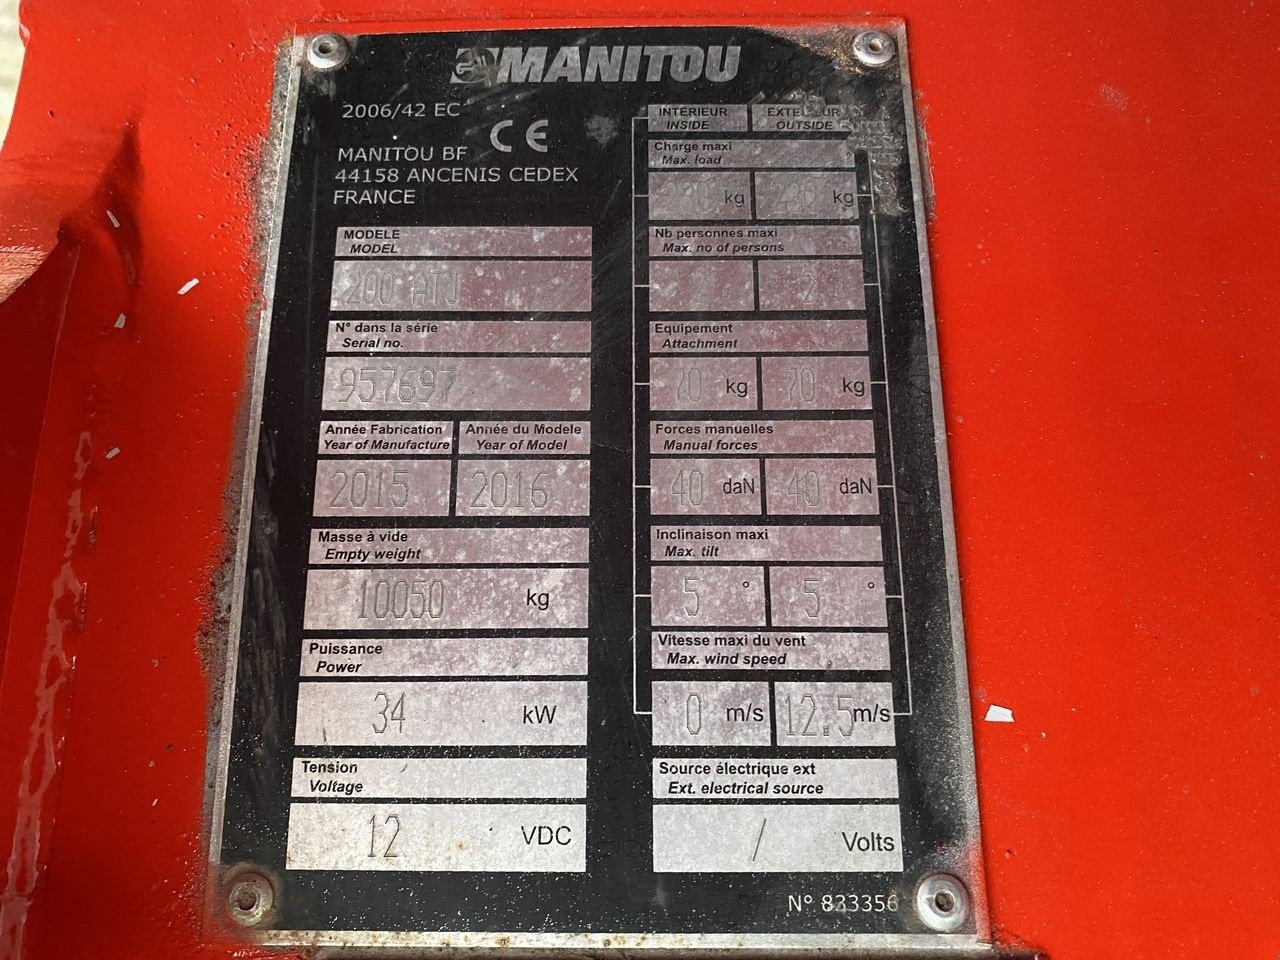 MANITOU
2006/42 EC
CE
MANITOU BF
44158 ANCENIS CEDEX
FRANCE
MODELE
MODEL
200 ATJ
N° dans la série
Serial no.
957697
Année Fabrication
Year of Manufacture
Année du Modele
Year of Model
2015
2016
Masse à vide
Empty weight
10050 kg
Puissance
Power
34 kW
Tension
Voltage
12 VDC
INTERIEUR
INSIDE
EXTERIEUR
OUTSIDE
Charge maxi
Max. load
230 kg
230 kg
Nb personnes maxi
Max. no of persons
2
2
Equipement
Attachment
70 kg
70 kg
Forces manuelles
Manual forces
40 daN
40 daN
Inclinaison maxi
Max. tilt
5 °
5 °
Vitesse maxi du vent
Max. wind speed
0 m/s
12.5 m/s
Source électrique ext
Ext. electrical source
/ Volts
N° 833356